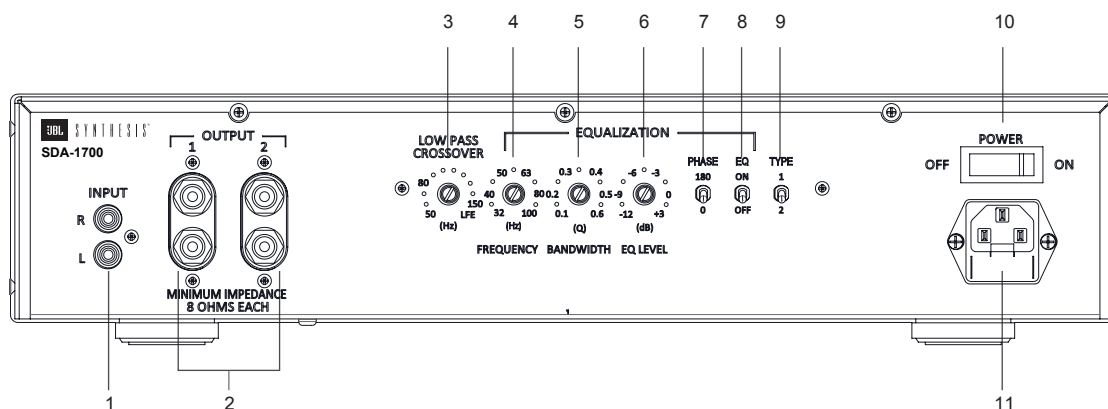 3 4 5 6 7 8 9 10
JBL SYNTHESIS
SDA-1700
OUTPUT
1 2
INPUT
R
L
MINIMUM IMPEDANCE
8 OHMS EACH
LOW PASS
CROSSOVER
80
50
150
LFE
(Hz)
EQUALIZATION
50 63
40 80
32 100
(Hz)
FREQUENCY
0.3 0.4
0.2 0.5
0.1 0.6
(Q)
BANDWIDTH
-6 -3
-9 0
-12 +3
(dB)
EQ LEVEL
PHASE
180
0
EQ
ON
OFF
TYPE
1
2
POWER
OFF ON
1 2 11